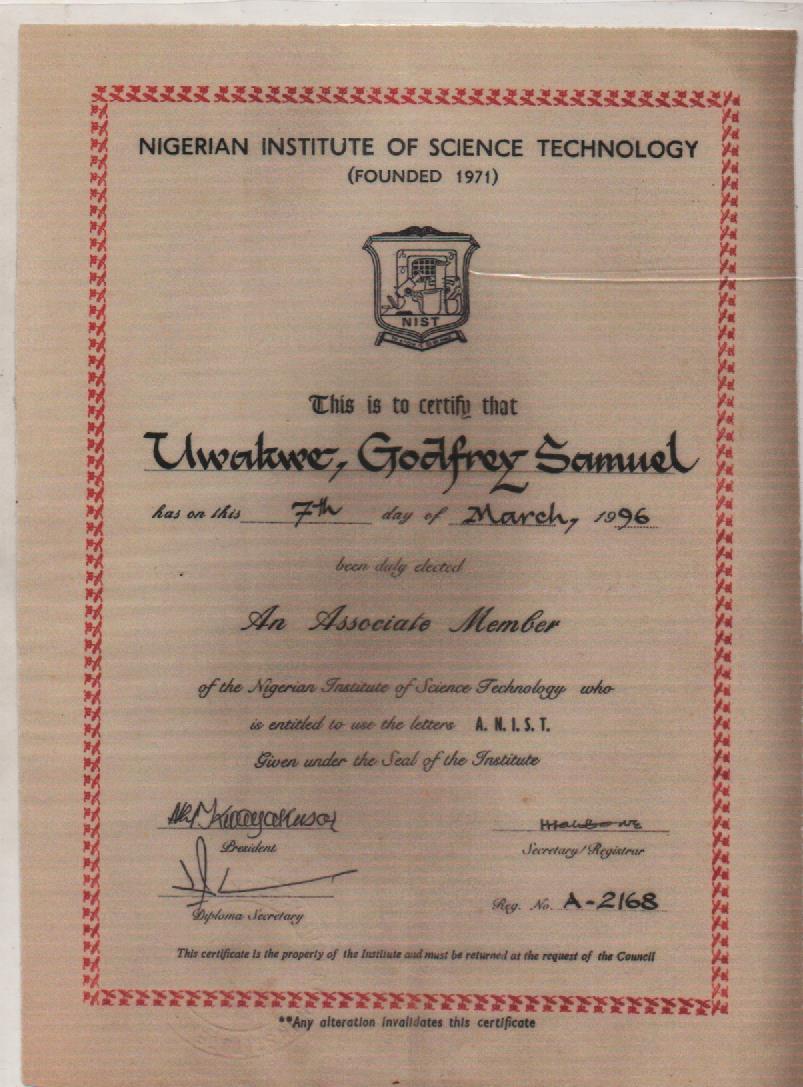 NIGERIAN INSTITUTE OF SCIENCE TECHNOLOGY
(FOUNDED 1971)
NIST
This is to certify that
Uwakwe, Godfrey Samuel
has on this 7th day of March, 1996
been duly elected
An Associate Member
of the Nigerian Institute of Science Technology who
is entitled to use the letters A. N. I. S. T.
Given under the Seal of the Institute
President
Secretary/Registrar
Diploma Secretary
Reg. No. A-2168
This certificate is the property of the Institute and must be returned at the request of the Council
**Any alteration invalidates this certificate